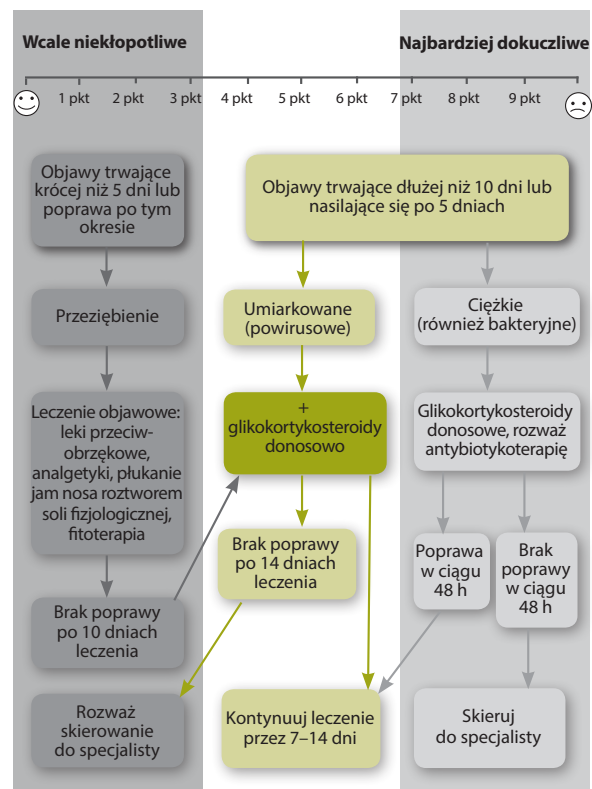 Wcale niekłopotliwe
Najbardziej dokuczliwe
1 pkt
2 pkt
3 pkt
4 pkt
5 pkt
6 pkt
7 pkt
8 pkt
9 pkt
Objawy trwające
krócej niż 5 dni lub
poprawa po tym
okresie
Objawy trwające dłużej niż 10 dni lub
nasilające się po 5 dniach
Przeziębienie
Umiarkowane
(powirusowe)
Ciężkie
(również bakteryjne)
Leczenie objawowe:
leki przeciw-
obrzękowe,
analgetyki, płukanie
jam nosa roztworem
soli fizjologicznej,
fitoterapia
+
glikokortykosteroidy
donosowo
Glikokortykosteroidy
donosowe, rozważ
antybiotykoterapię
Brak poprawy
po 14 dniach
leczenia
Poprawa
w ciągu
48 h
Brak
poprawy
w ciągu
48 h
Brak poprawy
po 10 dniach
leczenia
Rozważ
skierowanie
do specjalisty
Kontynuuj leczenie
przez 7–14 dni
Skieruj
do specjalisty